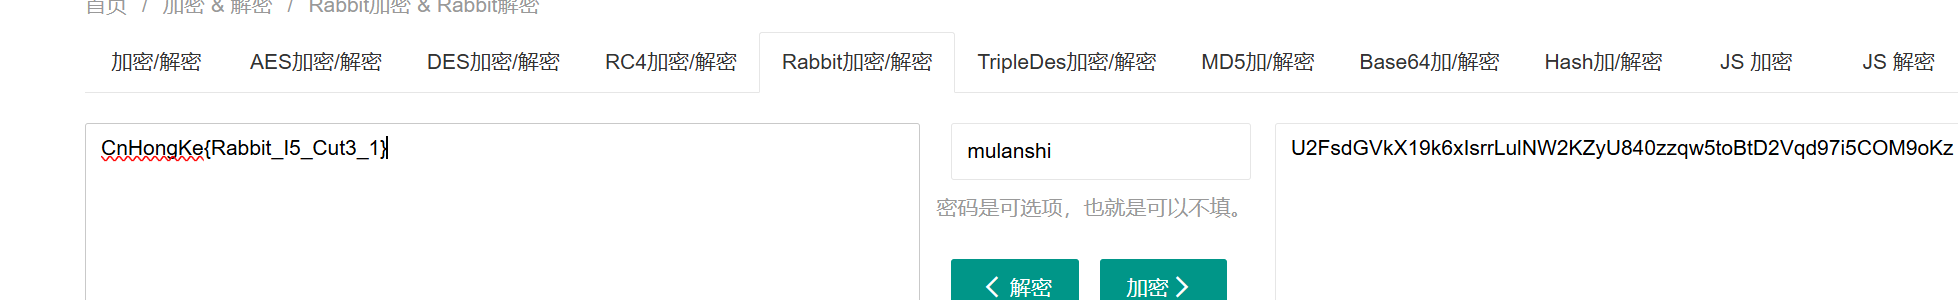 首页 / 加密 & 解密 / Rabbit加密 & Rabbit解密
加密/解密 AES加密/解密 DES加密/解密 RC4加密/解密 Rabbit加密/解密 TripleDes加密/解密 MD5加/解密 Base64加/解密 Hash加/解密 JS 加密 JS 解密
CnHongKe{Rabbit_I5_Cut3_1}
mulanshi
U2FsdGVkX19k6xIsrrLulNW2KZyU840zzqw5toBtD2Vqd97i5COM9oKz
密码是可选项，也就是可以不填。
解密
加密